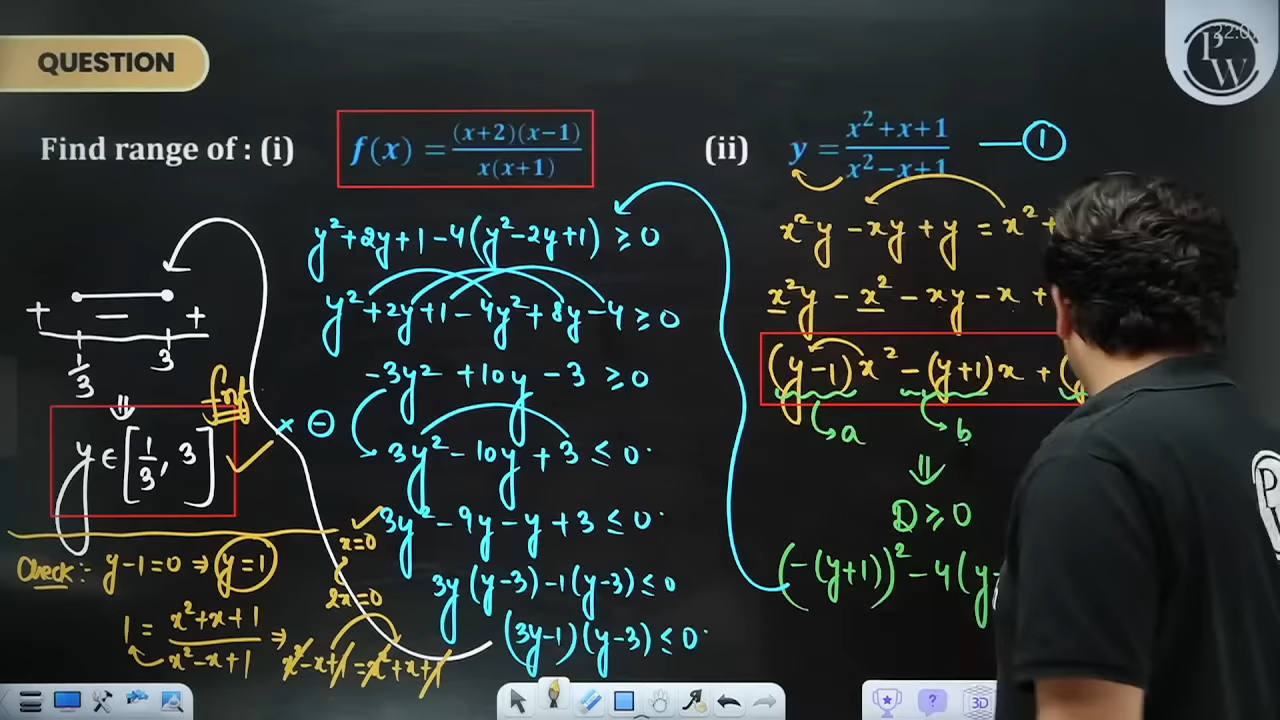 QUESTION
Find range of : (i) f(x) = (x+2)(x−1) / x(x+1)
(ii) y = x²+x+1 / x²−x+1 —①
y²+2y+1−4(y²−2y+1) ≥ 0
y²+2y+1−4y²+8y−4 ≥ 0
−3y²+10y−3 ≥ 0
× ⊖
3y²−10y+3 ≤ 0
3y²−9y−y+3 ≤ 0
3y(y−3)−1(y−3) ≤ 0
(3y−1)(y−3) ≤ 0
+ − +
1/3 3
⇓
y ∈ [1/3, 3]
Check:- y−1=0 ⇒ y=1
1 = x²+x+1 / x²−x+1 ⇒ x²−x+1 = x²+x+1
2x=0
x=0
x²y − xy + y = x² +
x²y − x² − xy − x +
(y−1)x² − (y+1)x + (y
a b
⇓
D ≥ 0
(−(y+1))² − 4(y
PW
3D